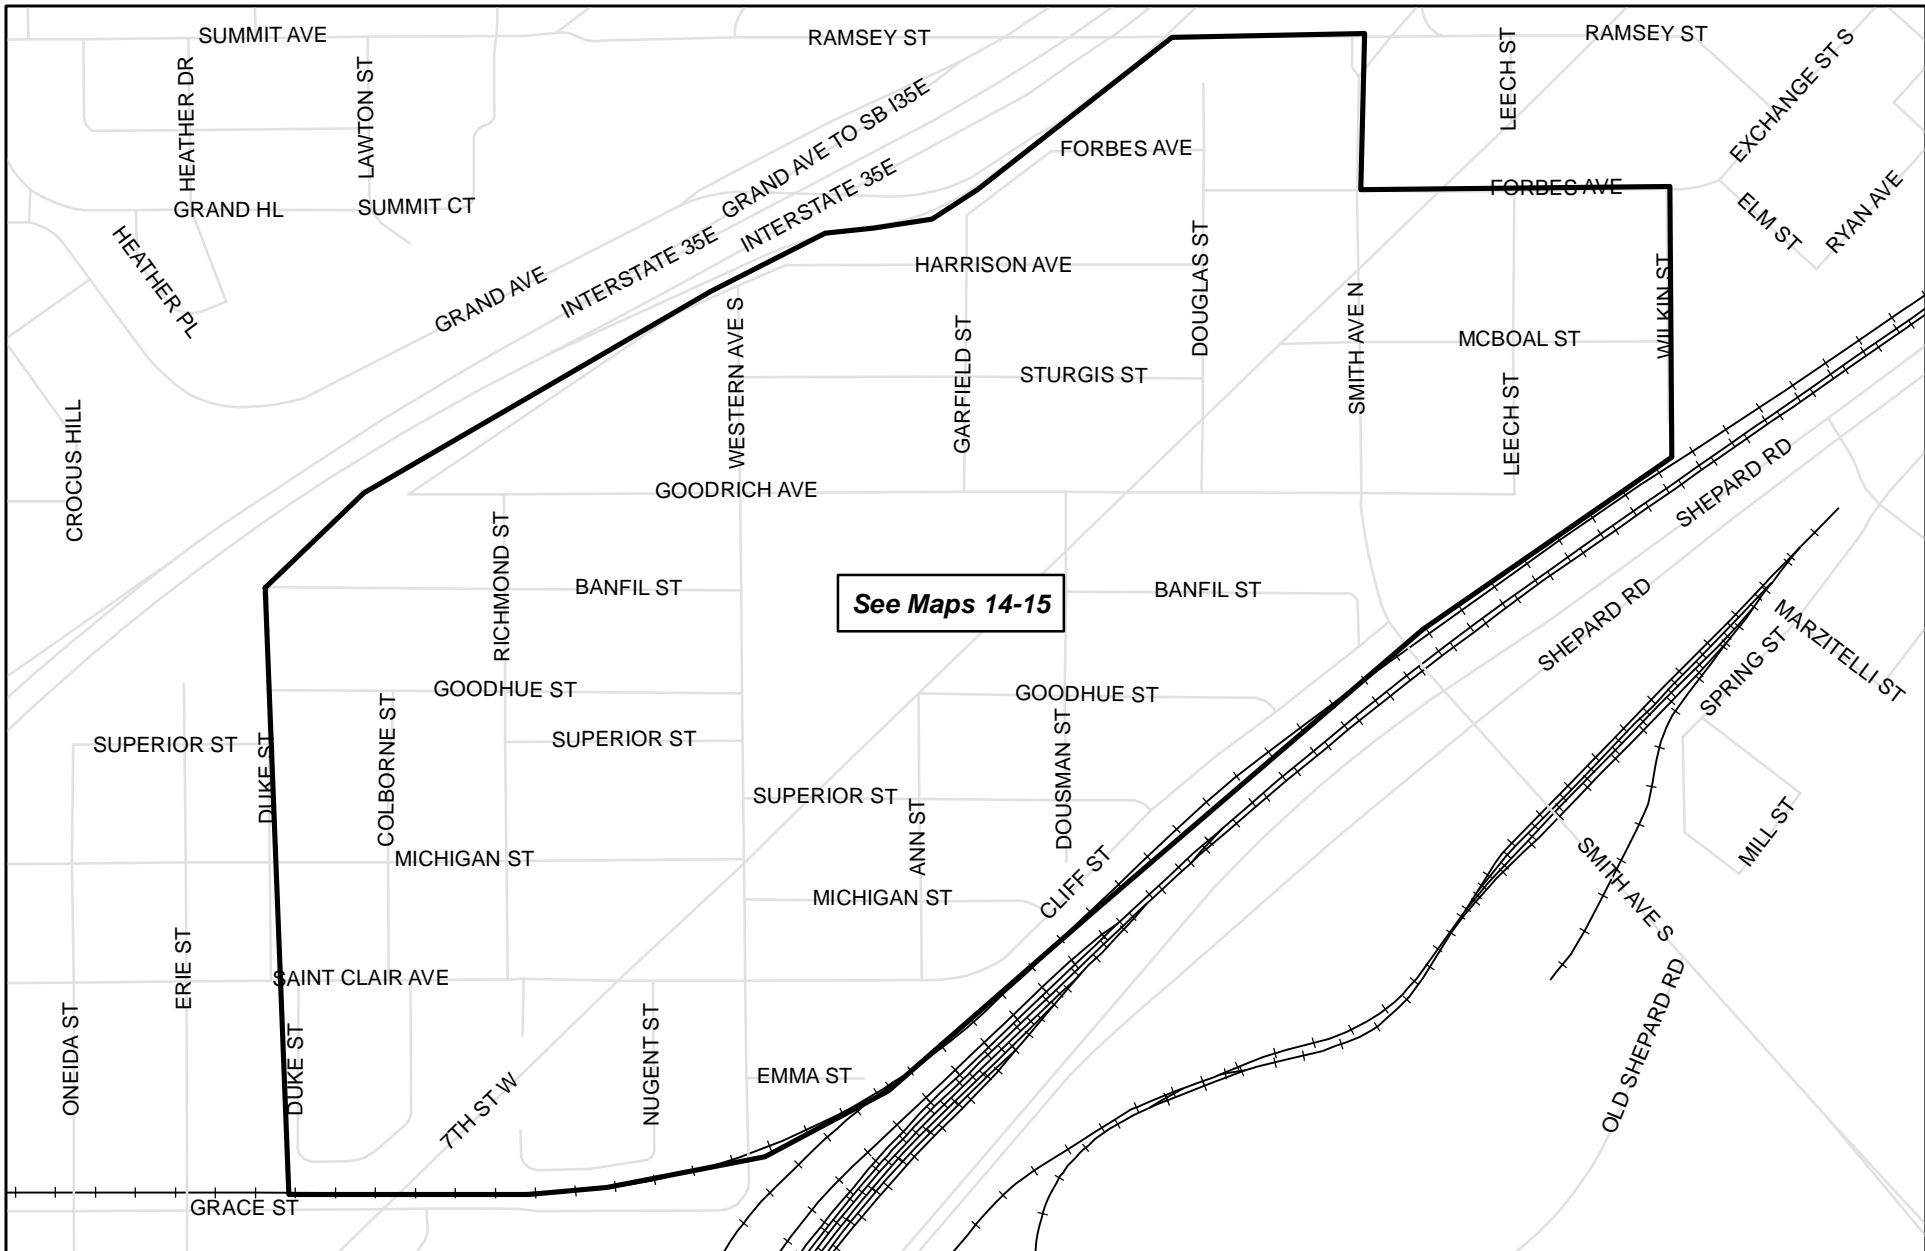 SUMMIT AVE
RAMSEY ST
RAMSEY ST
HEATHER DR
LAWTON ST
LEECH ST
EXCHANGE ST S
GRAND AVE TO SB I35E
FORBES AVE
FORBES AVE
GRAND HL
SUMMIT CT
INTERSTATE 35E
INTERSTATE 35E
ELM ST
RYAN AVE
HEATHER PL
GRAND AVE
HARRISON AVE
DOUGLAS ST
WILKIN ST
WESTERN AVE S
GARFIELD ST
STURGIS ST
SMITH AVE N
MCBOAL ST
LEECH ST
CROCUS HILL
GOODRICH AVE
SHEPARD RD
RICHMOND ST
BANFIL ST
See Maps 14-15
BANFIL ST
SHEPARD RD
MARZITELLI ST
SPRING ST
GOODHUE ST
GOODHUE ST
SUPERIOR ST
DUKE ST
COLBORNE ST
SUPERIOR ST
DOUSMAN ST
SUPERIOR ST
ANN ST
MILL ST
MICHIGAN ST
MICHIGAN ST
CLIFF ST
SMITH AVE S
ERIE ST
SAINT CLAIR AVE
ONEIDA ST
DUKE ST
7TH ST W
NUGENT ST
EMMA ST
OLD SHEPARD RD
GRACE ST